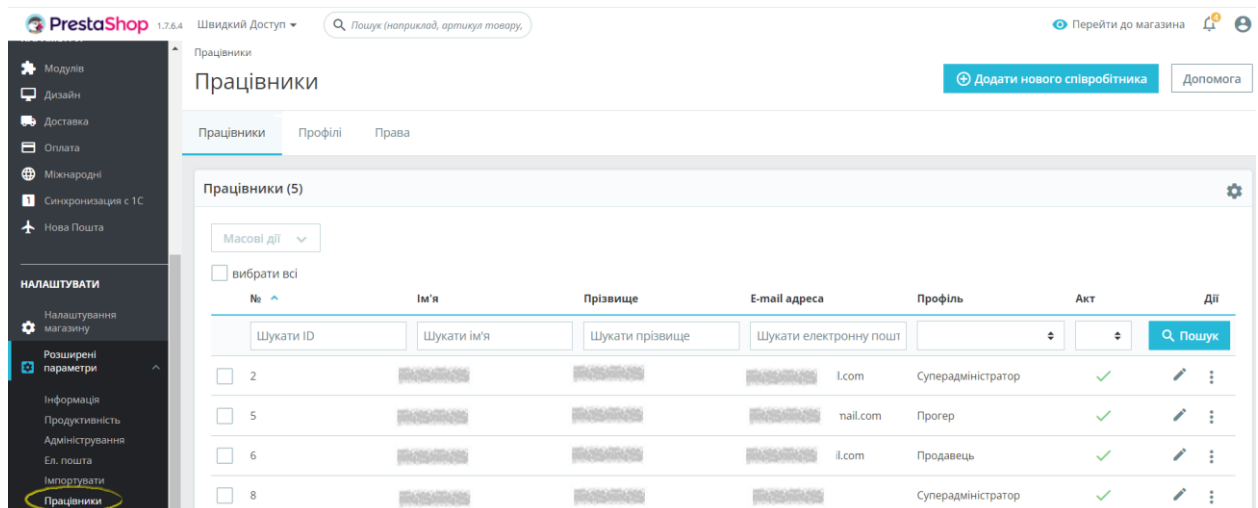 PrestaShop 1.7.6.4 Швидкий Доступ Пошук (наприклад, артикул товару, Перейти до магазина 4
Модулів
Дизайн
Доставка
Оплата
Міжнародні
1 Синхронизация с 1С
Нова Пошта
НАЛАШТУВАТИ
Налаштування
магазину
Розширені
параметри
Інформація
Продуктивність
Адміністрування
Ел. пошта
Імпортувати
Працівники
Працівники
Працівники
Додати нового співробітника Допомога
Працівники Профілі Права
Працівники (5)
Масові дії
вибрати всі
№ Ім'я Прізвище E-mail адреса Профіль Акт Дії
Шукати ID Шукати ім'я Шукати прізвище Шукати електронну пошт Пошук
2 l.com Суперадміністратор
5 mail.com Прогер
6 il.com Продавець
8 Суперадміністратор